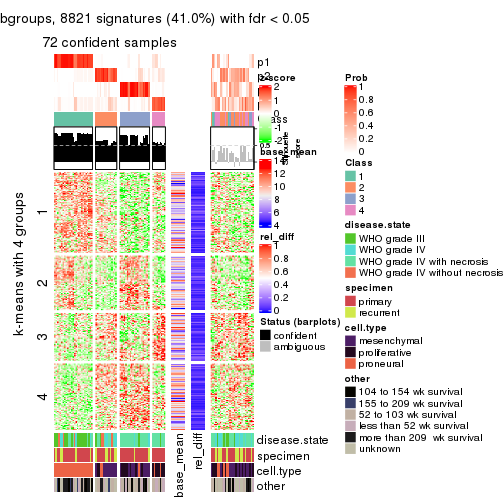 bgroups, 8821 signatures (41.0%) with fdr < 0.05
72 confident samples
p1
z-score
2
1
0
-1
-2
base_mean
14
12
10
8
6
4
rel_diff
1
0.8
0.6
0.4
0.2
0
Status (barplots)
confident
ambiguous
Prob
1
0.8
0.6
0.4
0.2
0
Class
1
2
3
4
disease.state
WHO grade III
WHO grade IV
WHO grade IV with necrosis
WHO grade IV without necrosis
specimen
primary
recurrent
cell.type
mesenchymal
proliferative
proneural
other
104 to 154 wk survival
155 to 209 wk survival
52 to 103 wk survival
less than 52 wk survival
more than 209 wk survival
unknown
k-means with 4 groups
1
2
3
4
base_mean
rel_diff
disease.state
specimen
cell.type
other